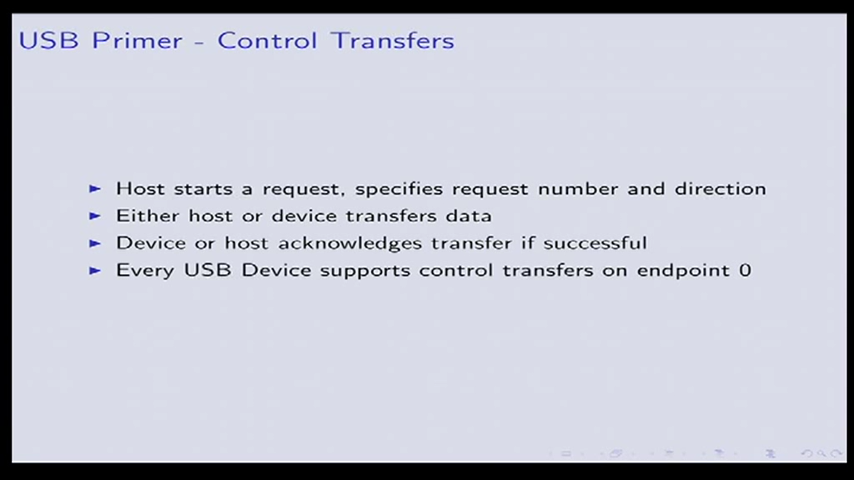 USB Primer - Control Transfers
Host starts a request, specifies request number and direction
Either host or device transfers data
Device or host acknowledges transfer if successful
Every USB Device supports control transfers on endpoint 0